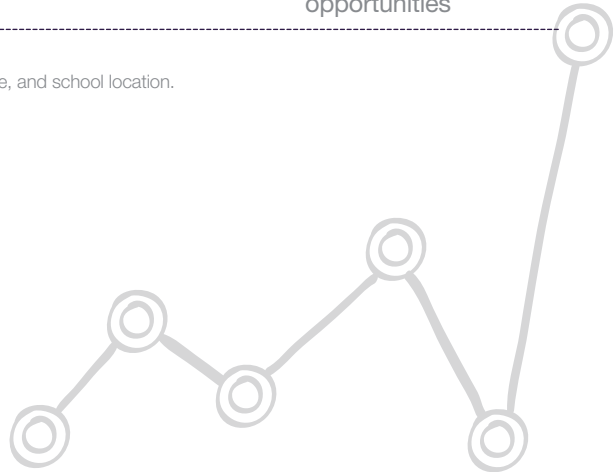 opportunities
e, and school location.